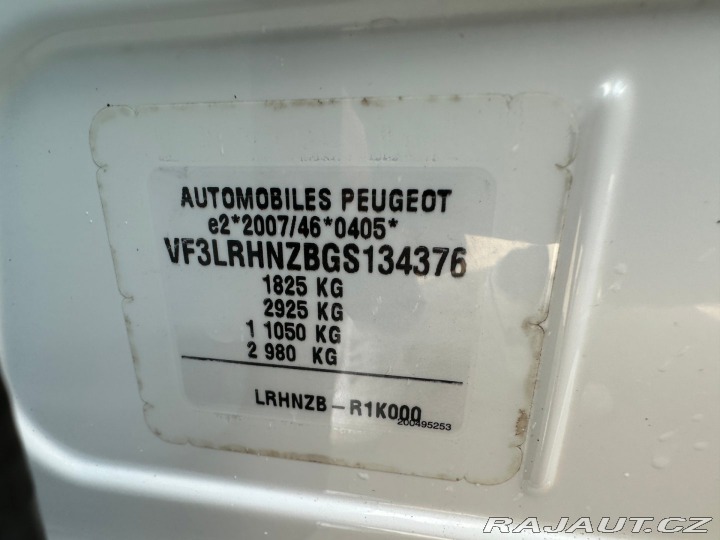 AUTOMOBILES PEUGEOT
e2*2007/46*0405*
VF3LRHNZBGS134376
1825 KG
2925 KG
1 1050 KG
2 980 KG
LRHNZB-R1K000
200495253
RAJAUT.CZ